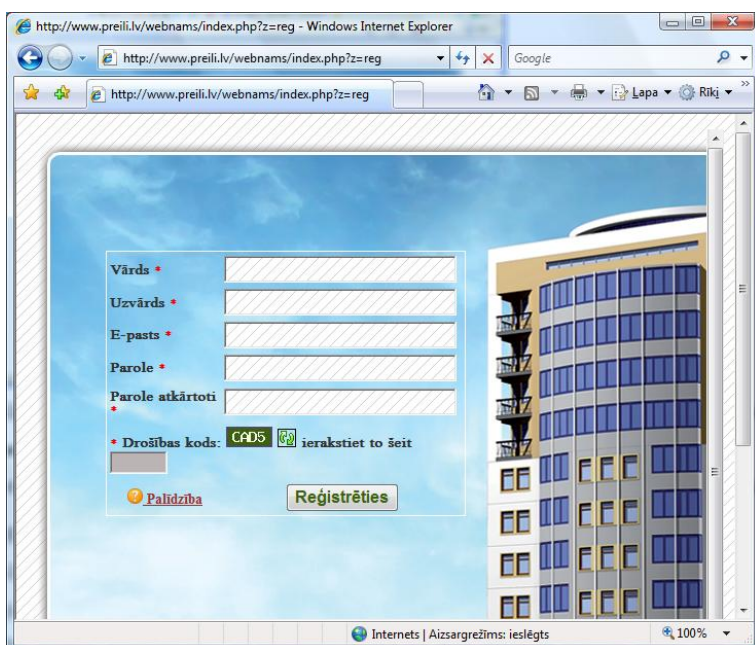 http://www.preili.lv/webnams/index.php?z=reg - Windows Internet Explorer
http://www.preili.lv/webnams/index.php?z=reg
Google
http://www.preili.lv/webnams/index.php?z=reg
Lapa
Rīki
Vārds *
Uzvārds *
E-pasts *
Parole *
Parole atkārtoti
*
* Drošības kods: CAD5 ierakstiet to šeit
Palīdzība
Reģistrēties
Internets | Aizsargrežīms: ieslēgts
100%